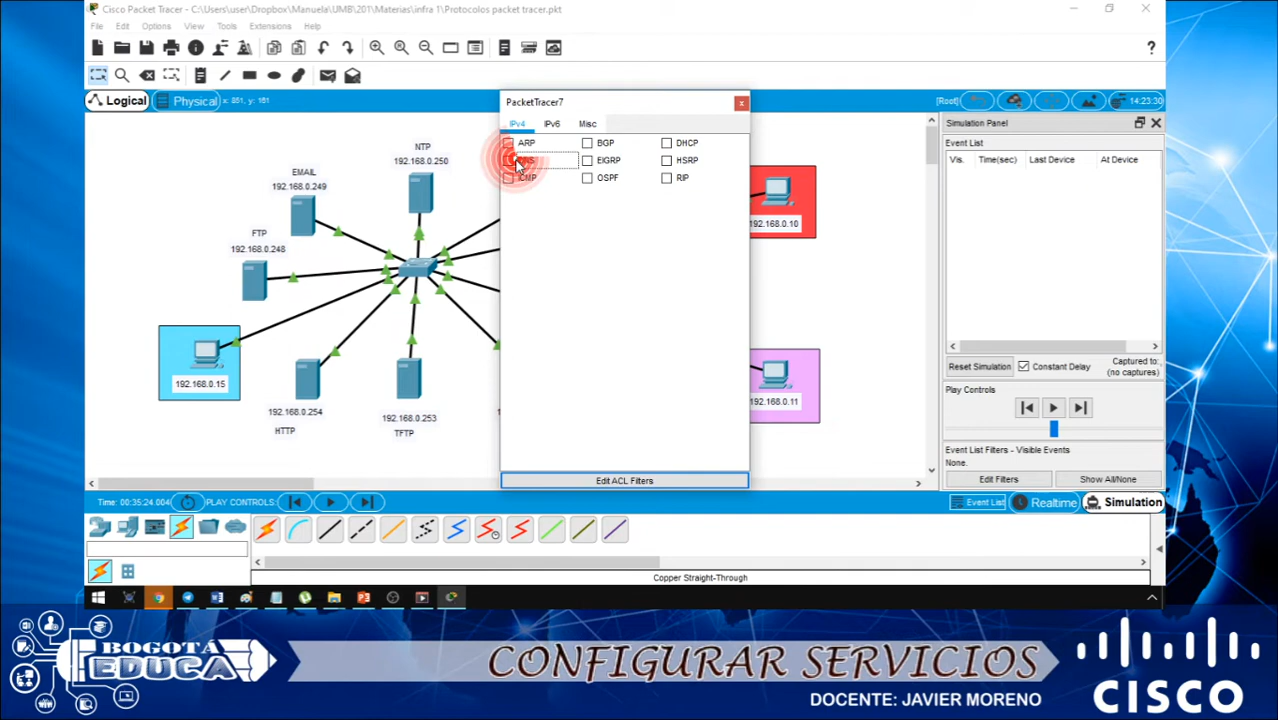 Cisco Packet Tracer - C:\Users\user\Dropbox\Manuela\UMB\201\Materias\infra 1\Protocolos packet tracer.pkt
File Edit Options View Tools Extensions Help
?
Logical Physical x: 851, y: 161 [Root] 14:23:30
PacketTracer7 x
IPv4 IPv6 Misc
ARP BGP DHCP
EIGRP HSRP
ICMP OSPF RIP
Edit ACL Filters
NTP
192.168.0.250
EMAIL
192.168.0.249
FTP
192.168.0.248
192.168.0.15
192.168.0.254
HTTP
192.168.0.253
TFTP
192.168.0.10
192.168.0.11
Simulation Panel
Event List
Vis. Time(sec) Last Device At Device
Reset Simulation Constant Delay Captured to:
(no captures)
Play Controls
Event List Filters - Visible Events
None.
Edit Filters Show All/None
Time: 00:35:24.004 PLAY CONTROLS: Event List Realtime Simulation
Copper Straight-Through
BOGOTÁ
EDUCA
CONFIGURAR SERVICIOS
DOCENTE: JAVIER MORENO
CISCO